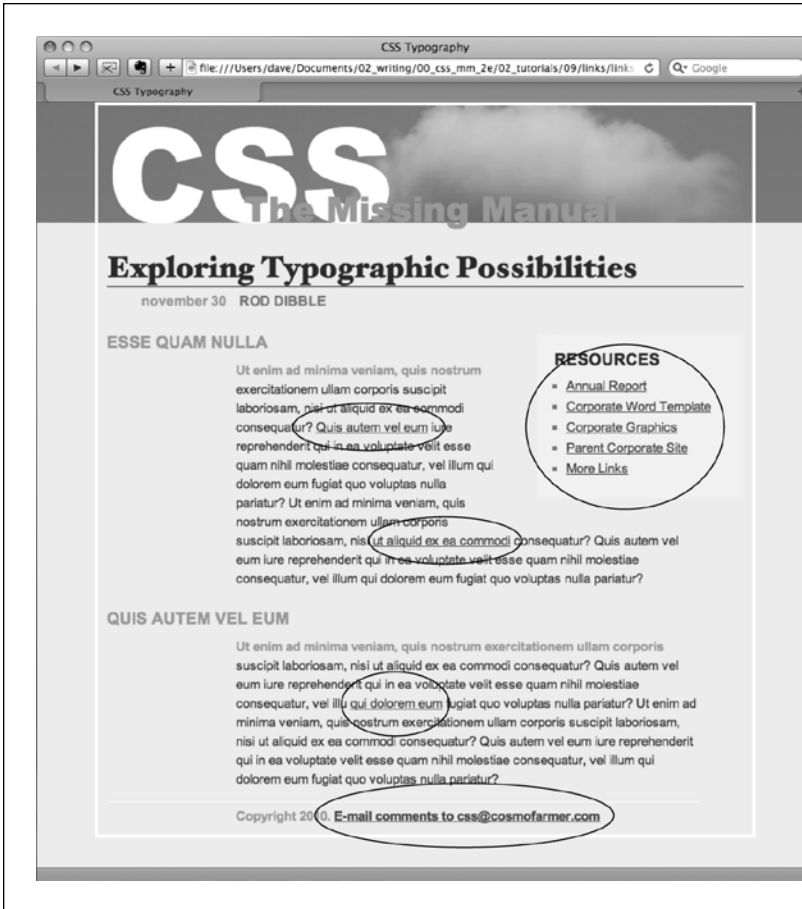 CSS Typography
file:///Users/dave/Documents/02_writing/00_css_mm_2e/02_tutorials/09/links/links
Google
CSS Typography
CSS
The Missing Manual
Exploring Typographic Possibilities
november 30 ROD DIBBLE
ESSE QUAM NULLA
Ut enim ad minima veniam, quis nostrum
exercitationem ullam corporis suscipit
laboriosam, nisi ut aliquid ex ea commodi
consequatur? Quis autem vel eum iure
reprehenderit qui in ea voluptate velit esse
quam nihil molestiae consequatur, vel illum qui
dolorem eum fugiat quo voluptas nulla
pariatur? Ut enim ad minima veniam, quis
nostrum exercitationem ullam corporis
suscipit laboriosam, nisi ut aliquid ex ea commodi consequatur? Quis autem vel
eum iure reprehenderit qui in ea voluptate velit esse quam nihil molestiae
consequatur, vel illum qui dolorem eum fugiat quo voluptas nulla pariatur?
RESOURCES
Annual Report
Corporate Word Template
Corporate Graphics
Parent Corporate Site
More Links
QUIS AUTEM VEL EUM
Ut enim ad minima veniam, quis nostrum exercitationem ullam corporis
suscipit laboriosam, nisi ut aliquid ex ea commodi consequatur? Quis autem vel
eum iure reprehenderit qui in ea voluptate velit esse quam nihil molestiae
consequatur, vel illu qui dolorem eum fugiat quo voluptas nulla pariatur? Ut enim ad
minima veniam, quis nostrum exercitationem ullam corporis suscipit laboriosam,
nisi ut aliquid ex ea commodi consequatur? Quis autem vel eum iure reprehenderit
qui in ea voluptate velit esse quam nihil molestiae consequatur, vel illum qui
dolorem eum fugiat quo voluptas nulla pariatur?
Copyright 2010. E-mail comments to css@cosmofarmer.com